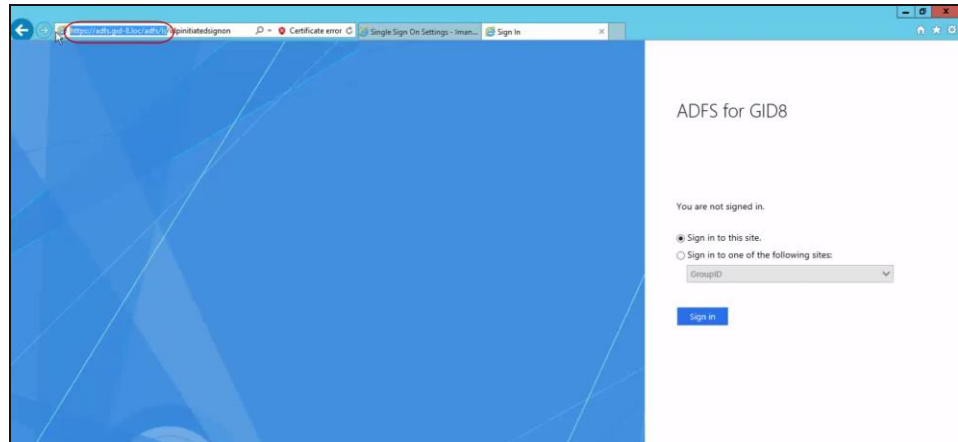 https://adfs.gid-8.loc/adfs/ls/idpinitiatedsignon
Certificate error
Single Sign On Settings - Iman...
Sign In
ADFS for GID8
You are not signed in.
Sign in to this site.
Sign in to one of the following sites:
GroupID
Sign in